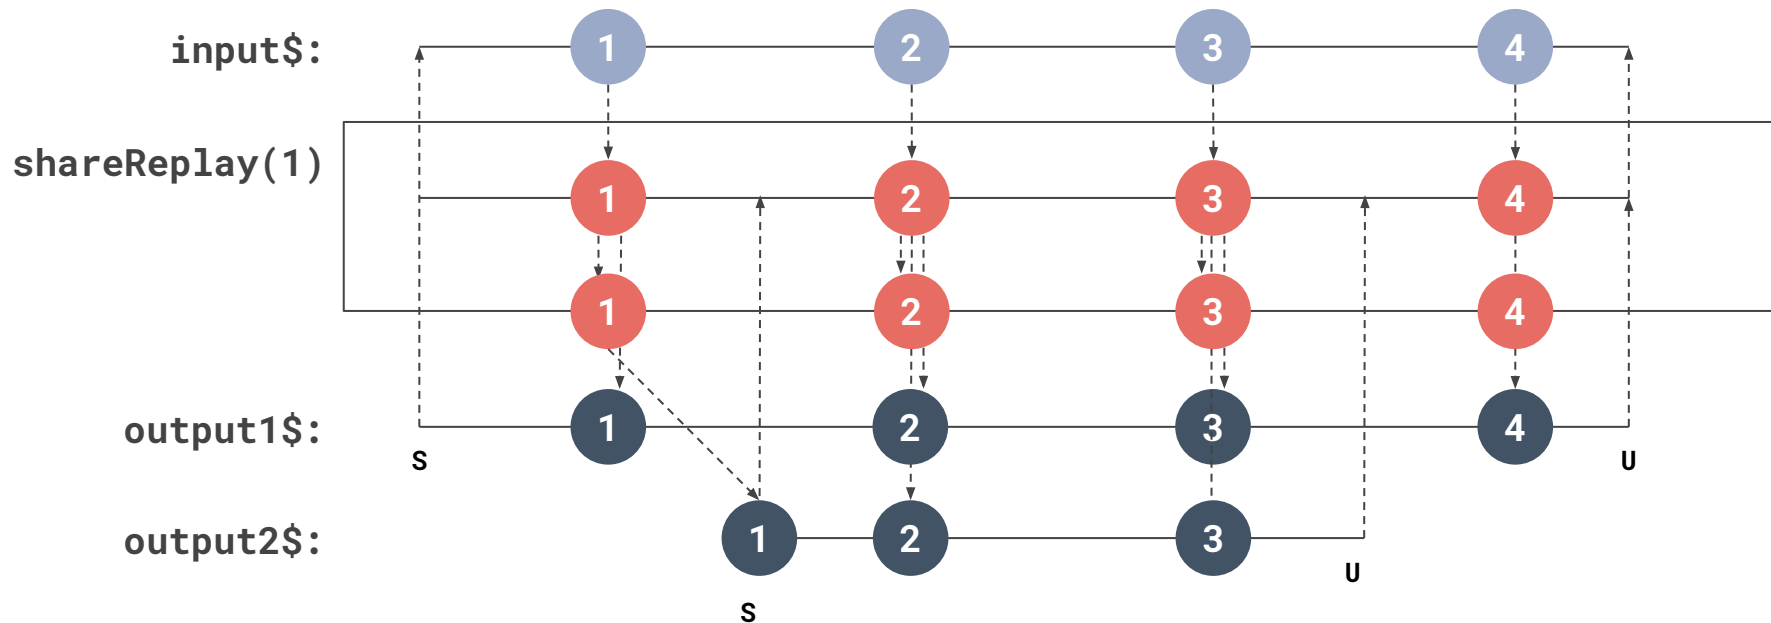 input$: 1 2 3 4
shareReplay(1) 1 2 3 4
1 2 3 4
output1$: 1 2 3 4
S U
output2$: 1 2 3
U
S